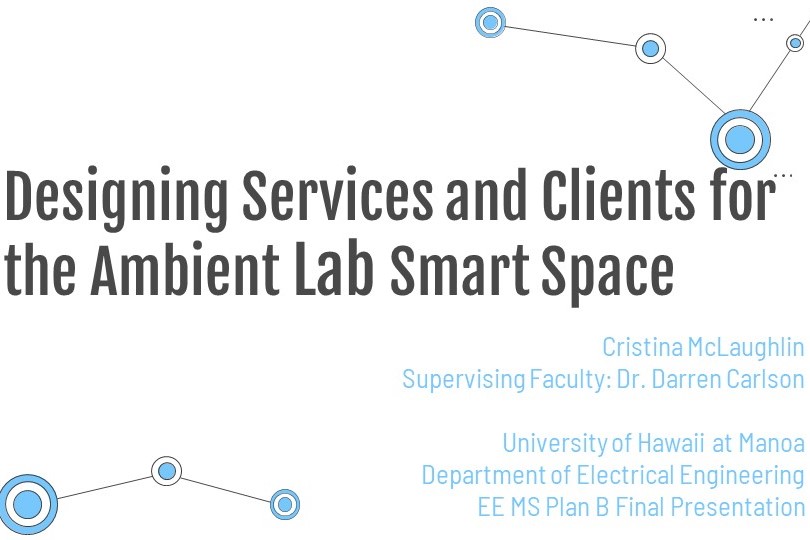 Designing Services and Clients for
the Ambient Lab Smart Space
Cristina McLaughlin
Supervising Faculty: Dr. Darren Carlson
University of Hawaii at Manoa
Department of Electrical Engineering
EE MS Plan B Final Presentation